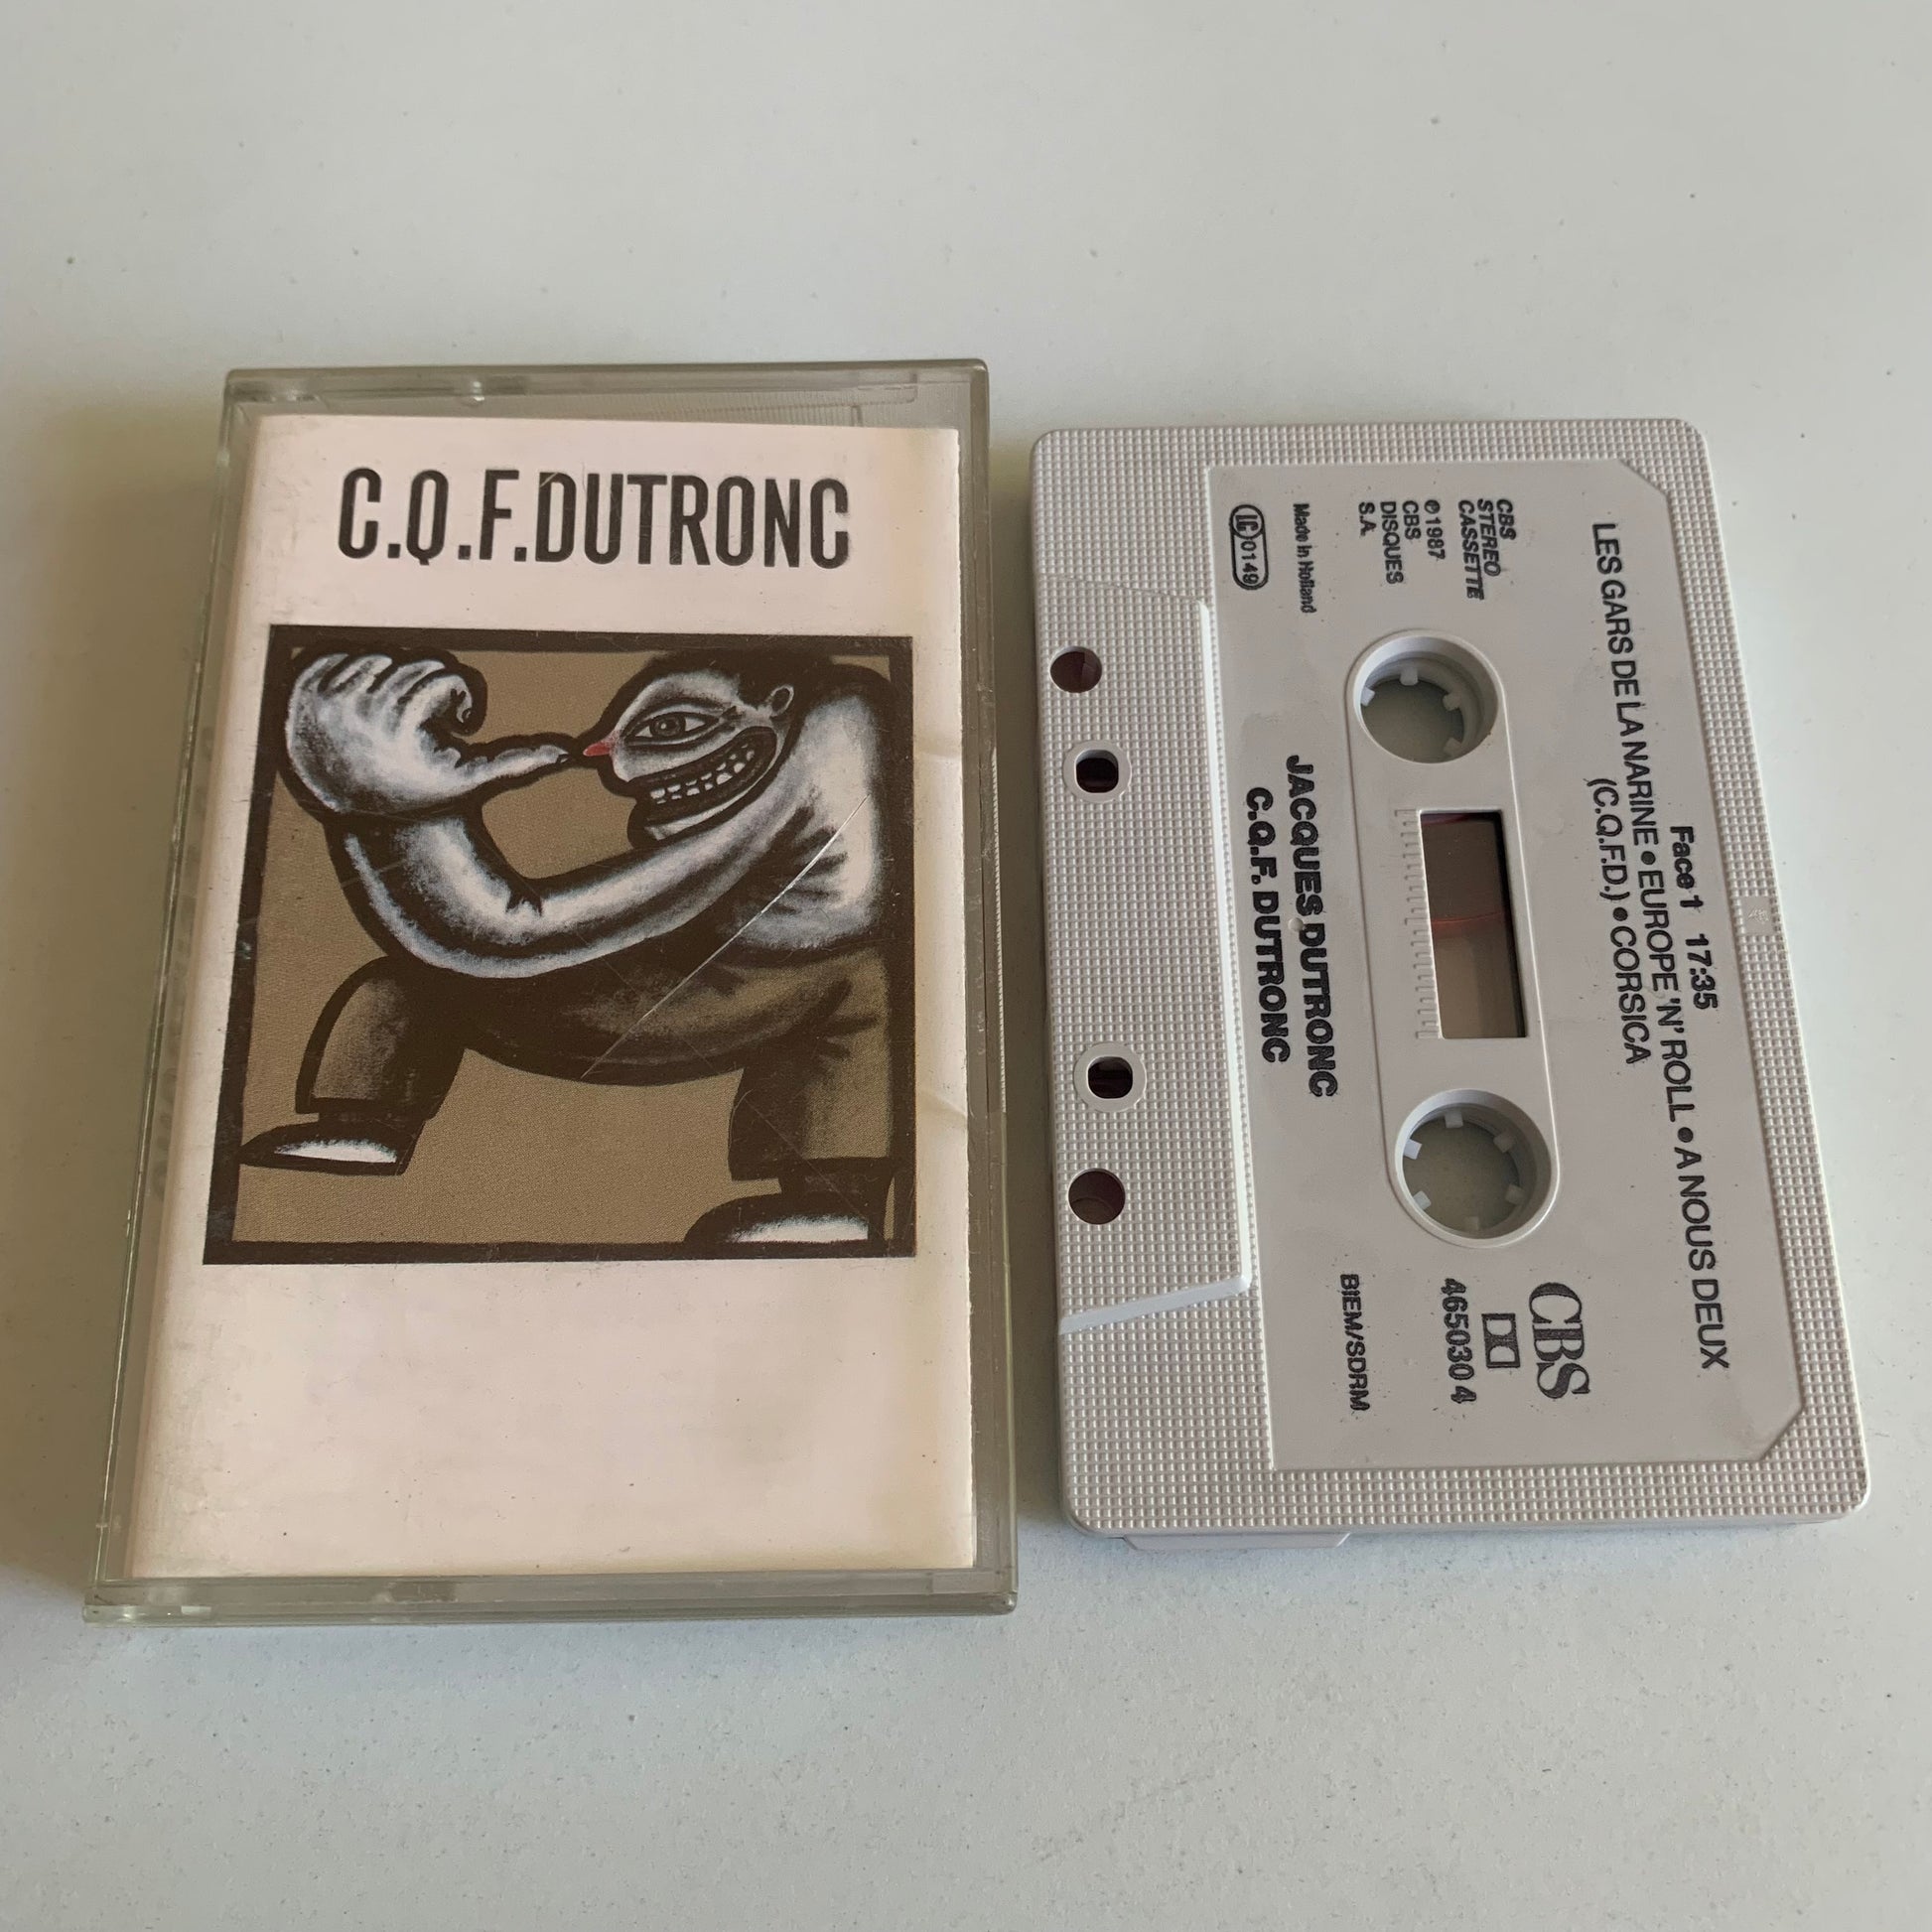 C.Q.F.DUTRONC
Face 1 17:35
LES GARS DE LA NARINE • EUROPE 'N' ROLL • A NOUS DEUX
(C.Q.F.D.) • CORSICA
CBS
STEREO
CASSETTE
℗1987
CBS
DISQUES
S.A.
Made in Holland
IC 0149
CBS
465030 4
BIEM/SDRM
JACQUES DUTRONC
C.Q.F. DUTRONC